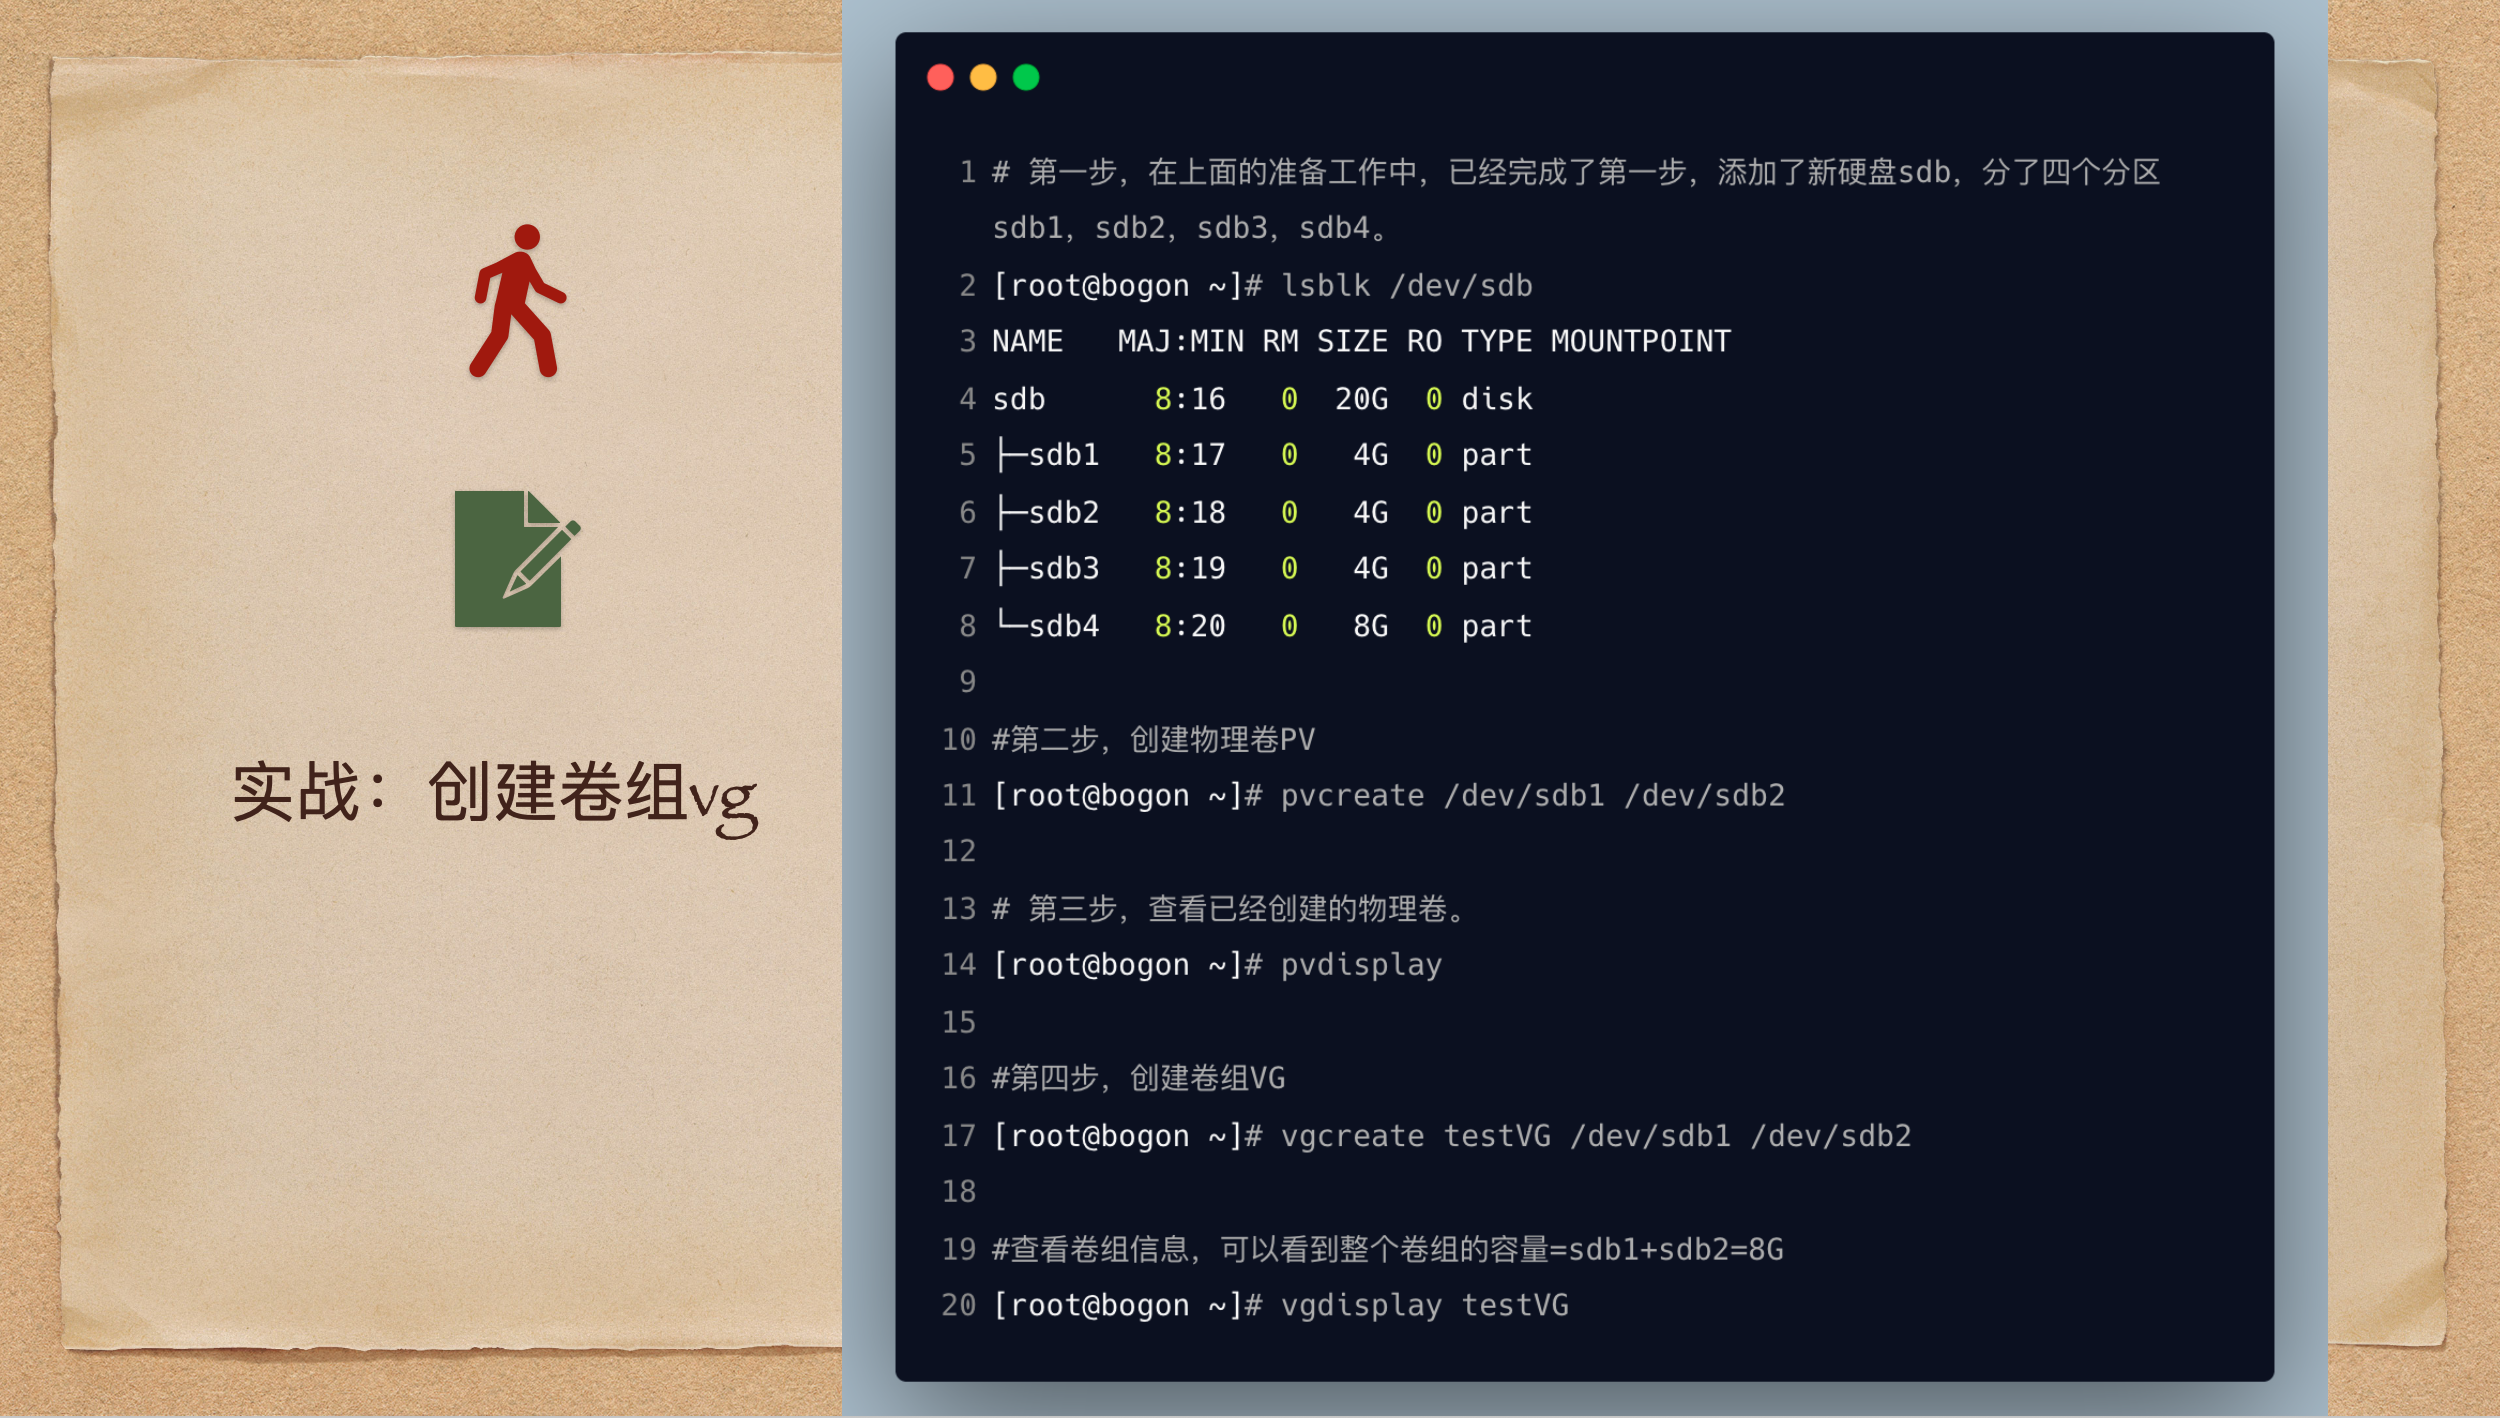 实战：创建卷组vg
1 # 第一步，在上面的准备工作中，已经完成了第一步，添加了新硬盘sdb，分了四个分区
sdb1，sdb2，sdb3，sdb4。
2 [root@bogon ~]# lsblk /dev/sdb
3 NAME   MAJ:MIN RM SIZE RO TYPE MOUNTPOINT
4 sdb      8:16   0  20G  0 disk
5 ├─sdb1   8:17   0   4G  0 part
6 ├─sdb2   8:18   0   4G  0 part
7 ├─sdb3   8:19   0   4G  0 part
8 └─sdb4   8:20   0   8G  0 part
9
10 #第二步，创建物理卷PV
11 [root@bogon ~]# pvcreate /dev/sdb1 /dev/sdb2
12
13 # 第三步，查看已经创建的物理卷。
14 [root@bogon ~]# pvdisplay
15
16 #第四步，创建卷组VG
17 [root@bogon ~]# vgcreate testVG /dev/sdb1 /dev/sdb2
18
19 #查看卷组信息，可以看到整个卷组的容量=sdb1+sdb2=8G
20 [root@bogon ~]# vgdisplay testVG